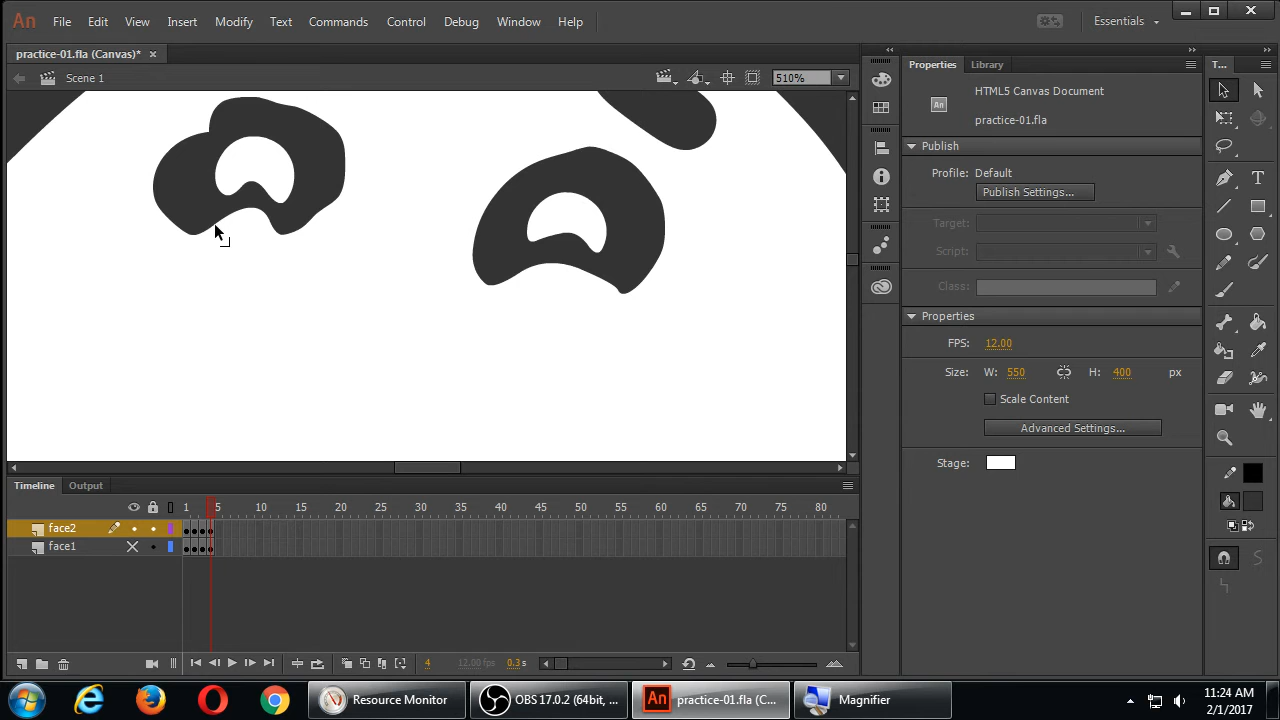 An File Edit View Insert Modify Text Commands Control Debug Window Help Essentials
practice-01.fla (Canvas)* ×
Scene 1 510%
Properties Library T...
HTML5 Canvas Document
An practice-01.fla
Publish
Profile: Default
Publish Settings...
Target:
Script:
Class:
Properties
FPS: 12.00
Size: W: 550 H: 400 px
Scale Content
Advanced Settings...
Stage:
Timeline Output
1 5 10 15 20 25 30 35 40 45 50 55 60 65 70 75 80
face2
face1
4 12.00 fps 0.3 s
Resource Monitor OBS 17.0.2 (64bit, ... An practice-01.fla (C... Magnifier 11:24 AM
2/1/2017